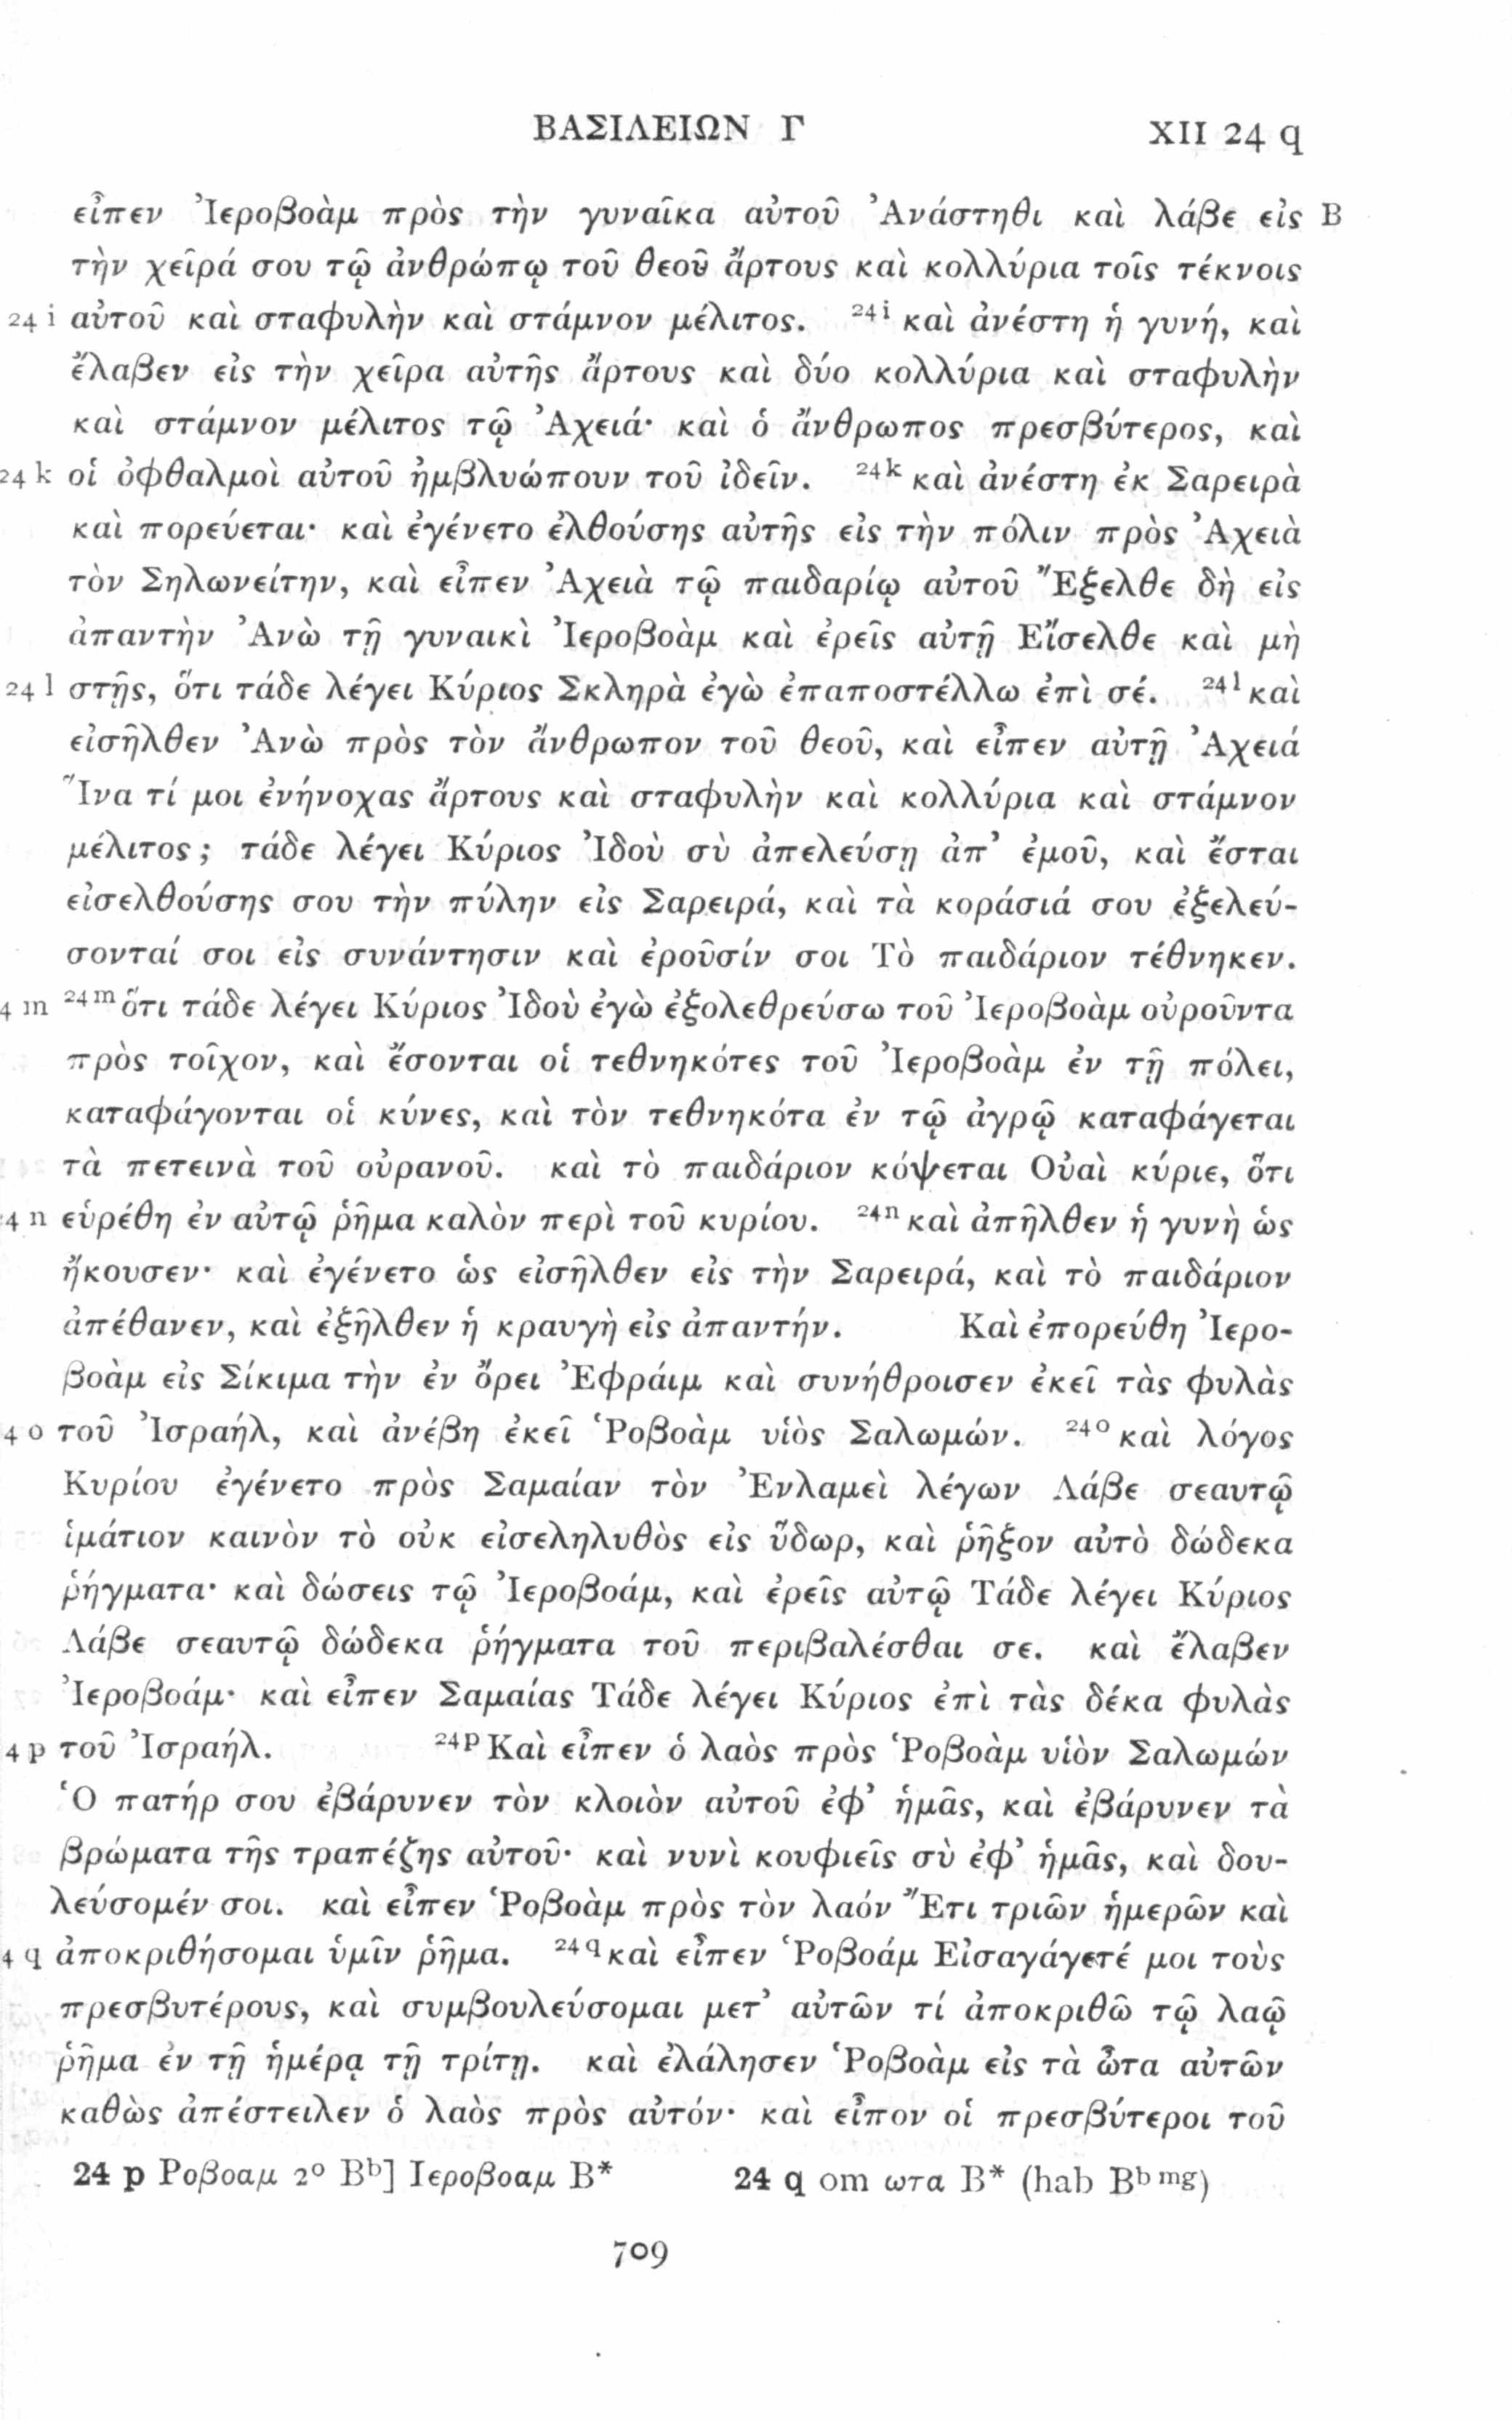 ΒΑΣΙΛΕΙΩΝ Γ XII 24 q
εἶπεν Ἰεροβοὰμ πρὸς τὴν γυναῖκα αὐτοῦ Ἀνάστηθι καὶ λάβε εἰς B
τὴν χεῖρά σου τῷ ἀνθρώπῳ τοῦ θεοῦ ἄρτους καὶ κολλύρια τοῖς τέκνοις
24 i αὐτοῦ καὶ σταφυλὴν καὶ στάμνον μέλιτος. 24i καὶ ἀνέστη ἡ γυνή, καὶ
ἔλαβεν εἰς τὴν χεῖρα αὐτῆς ἄρτους καὶ δύο κολλύρια καὶ σταφυλὴν
καὶ στάμνον μέλιτος τῷ Ἀχειά· καὶ ὁ ἄνθρωπος πρεσβύτερος, καὶ
24 k οἱ ὀφθαλμοὶ αὐτοῦ ἠμβλυώπουν τοῦ ἰδεῖν. 24k καὶ ἀνέστη ἐκ Σαρειρὰ
καὶ πορεύεται· καὶ ἐγένετο ἐλθούσης αὐτῆς εἰς τὴν πόλιν πρὸς Ἀχειὰ
τὸν Σηλωνείτην, καὶ εἶπεν Ἀχειὰ τῷ παιδαρίῳ αὐτοῦ Ἔξελθε δὴ εἰς
ἀπαντὴν Ἀνὼ τῇ γυναικὶ Ἰεροβοὰμ καὶ ἐρεῖς αὐτῇ Εἴσελθε καὶ μὴ
24 l στῇς, ὅτι τάδε λέγει Κύριος Σκληρὰ ἐγὼ ἐπαποστέλλω ἐπὶ σέ. 24l καὶ
εἰσῆλθεν Ἀνὼ πρὸς τὸν ἄνθρωπον τοῦ θεοῦ, καὶ εἶπεν αὐτῇ Ἀχειά
Ἵνα τί μοι ἐνήνοχας ἄρτους καὶ σταφυλὴν καὶ κολλύρια καὶ στάμνον
μέλιτος; τάδε λέγει Κύριος Ἰδοὺ σὺ ἀπελεύσῃ ἀπ’ ἐμοῦ, καὶ ἔσται
εἰσελθούσης σου τὴν πύλην εἰς Σαρειρά, καὶ τὰ κοράσιά σου ἐξελεύ-
σονταί σοι εἰς συνάντησιν καὶ ἐροῦσίν σοι Τὸ παιδάριον τέθνηκεν.
4 m 24m ὅτι τάδε λέγει Κύριος Ἰδοὺ ἐγὼ ἐξολεθρεύσω τοῦ Ἰεροβοὰμ οὐροῦντα
πρὸς τοῖχον, καὶ ἔσονται οἱ τεθνηκότες τοῦ Ἰεροβοὰμ ἐν τῇ πόλει,
καταφάγονται οἱ κύνες, καὶ τὸν τεθνηκότα ἐν τῷ ἀγρῷ καταφάγεται
τὰ πετεινὰ τοῦ οὐρανοῦ. καὶ τὸ παιδάριον κόψεται Οὐαὶ κύριε, ὅτι
4 n εὑρέθη ἐν αὐτῷ ῥῆμα καλὸν περὶ τοῦ κυρίου. 24n καὶ ἀπῆλθεν ἡ γυνὴ ὡς
ἤκουσεν· καὶ ἐγένετο ὡς εἰσῆλθεν εἰς τὴν Σαρειρά, καὶ τὸ παιδάριον
ἀπέθανεν, καὶ ἐξῆλθεν ἡ κραυγὴ εἰς ἀπαντήν. Καὶ ἐπορεύθη Ἰερο-
βοὰμ εἰς Σίκιμα τὴν ἐν ὄρει Ἐφράιμ καὶ συνήθροισεν ἐκεῖ τὰς φυλὰς
4 o τοῦ Ἰσραήλ, καὶ ἀνέβη ἐκεῖ Ῥοβοὰμ υἱὸς Σαλωμών. 24o καὶ λόγος
Κυρίου ἐγένετο πρὸς Σαμαίαν τὸν Ἐνλαμεὶ λέγων Λάβε σεαυτῷ
ἱμάτιον καινὸν τὸ οὐκ εἰσεληλυθὸς εἰς ὕδωρ, καὶ ῥῆξον αὐτὸ δώδεκα
ῥήγματα· καὶ δώσεις τῷ Ἰεροβοάμ, καὶ ἐρεῖς αὐτῷ Τάδε λέγει Κύριος
Λάβε σεαυτῷ δώδεκα ῥήγματα τοῦ περιβαλέσθαι σε. καὶ ἔλαβεν
Ἰεροβοάμ· καὶ εἶπεν Σαμαίας Τάδε λέγει Κύριος ἐπὶ τὰς δέκα φυλὰς
4 p τοῦ Ἰσραήλ. 24p Καὶ εἶπεν ὁ λαὸς πρὸς Ῥοβοὰμ υἱὸν Σαλωμών
Ὁ πατήρ σου ἐβάρυνεν τὸν κλοιὸν αὐτοῦ ἐφ’ ἡμᾶς, καὶ ἐβάρυνεν τὰ
βρώματα τῆς τραπέζης αὐτοῦ· καὶ νυνὶ κουφιεῖς σὺ ἐφ’ ἡμᾶς, καὶ δου-
λεύσομέν σοι. καὶ εἶπεν Ῥοβοὰμ πρὸς τὸν λαόν Ἔτι τριῶν ἡμερῶν καὶ
4 q ἀποκριθήσομαι ὑμῖν ῥῆμα. 24q καὶ εἶπεν Ῥοβοάμ Εἰσαγάγετέ μοι τοὺς
πρεσβυτέρους, καὶ συμβουλεύσομαι μετ’ αὐτῶν τί ἀποκριθῶ τῷ λαῷ
ῥῆμα ἐν τῇ ἡμέρᾳ τῇ τρίτῃ. καὶ ἐλάλησεν Ῥοβοὰμ εἰς τὰ ὦτα αὐτῶν
καθὼς ἀπέστειλεν ὁ λαὸς πρὸς αὐτόν· καὶ εἶπον οἱ πρεσβύτεροι τοῦ
24 p Ροβοαμ 2º Bᵇ] Ιεροβοαμ B* 24 q om ωτα B* (hab Bᵇ ᵐᵍ)
709